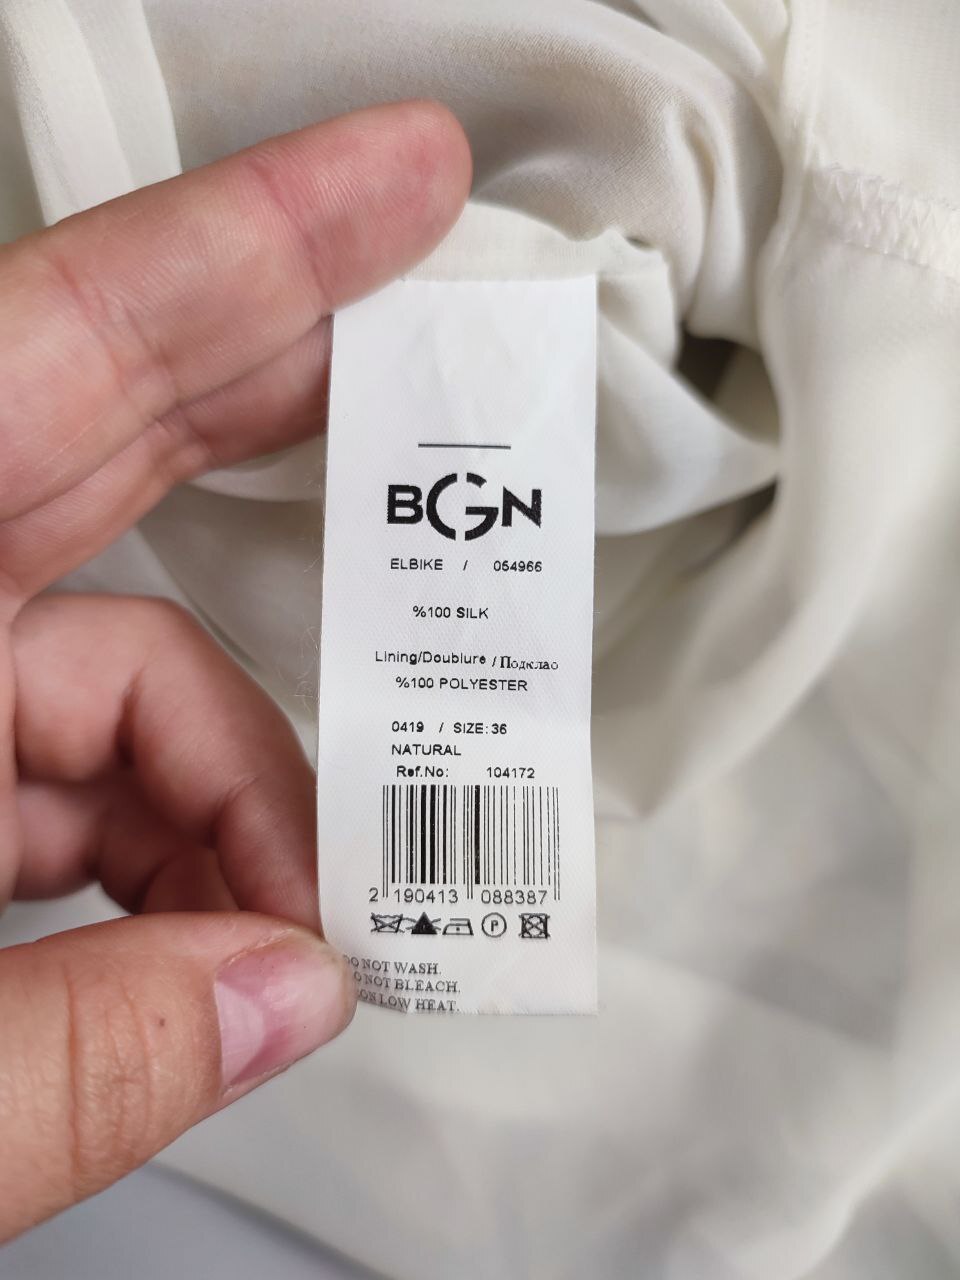 BGN
ELBIKE / 054966
%100 SILK
Lining/Doublure / Подклао
%100 POLYESTER
0419 / SIZE:36
NATURAL
Ref.No: 104172
2 190413 088387
P
DO NOT WASH.
DO NOT BLEACH.
LOW HEAT.